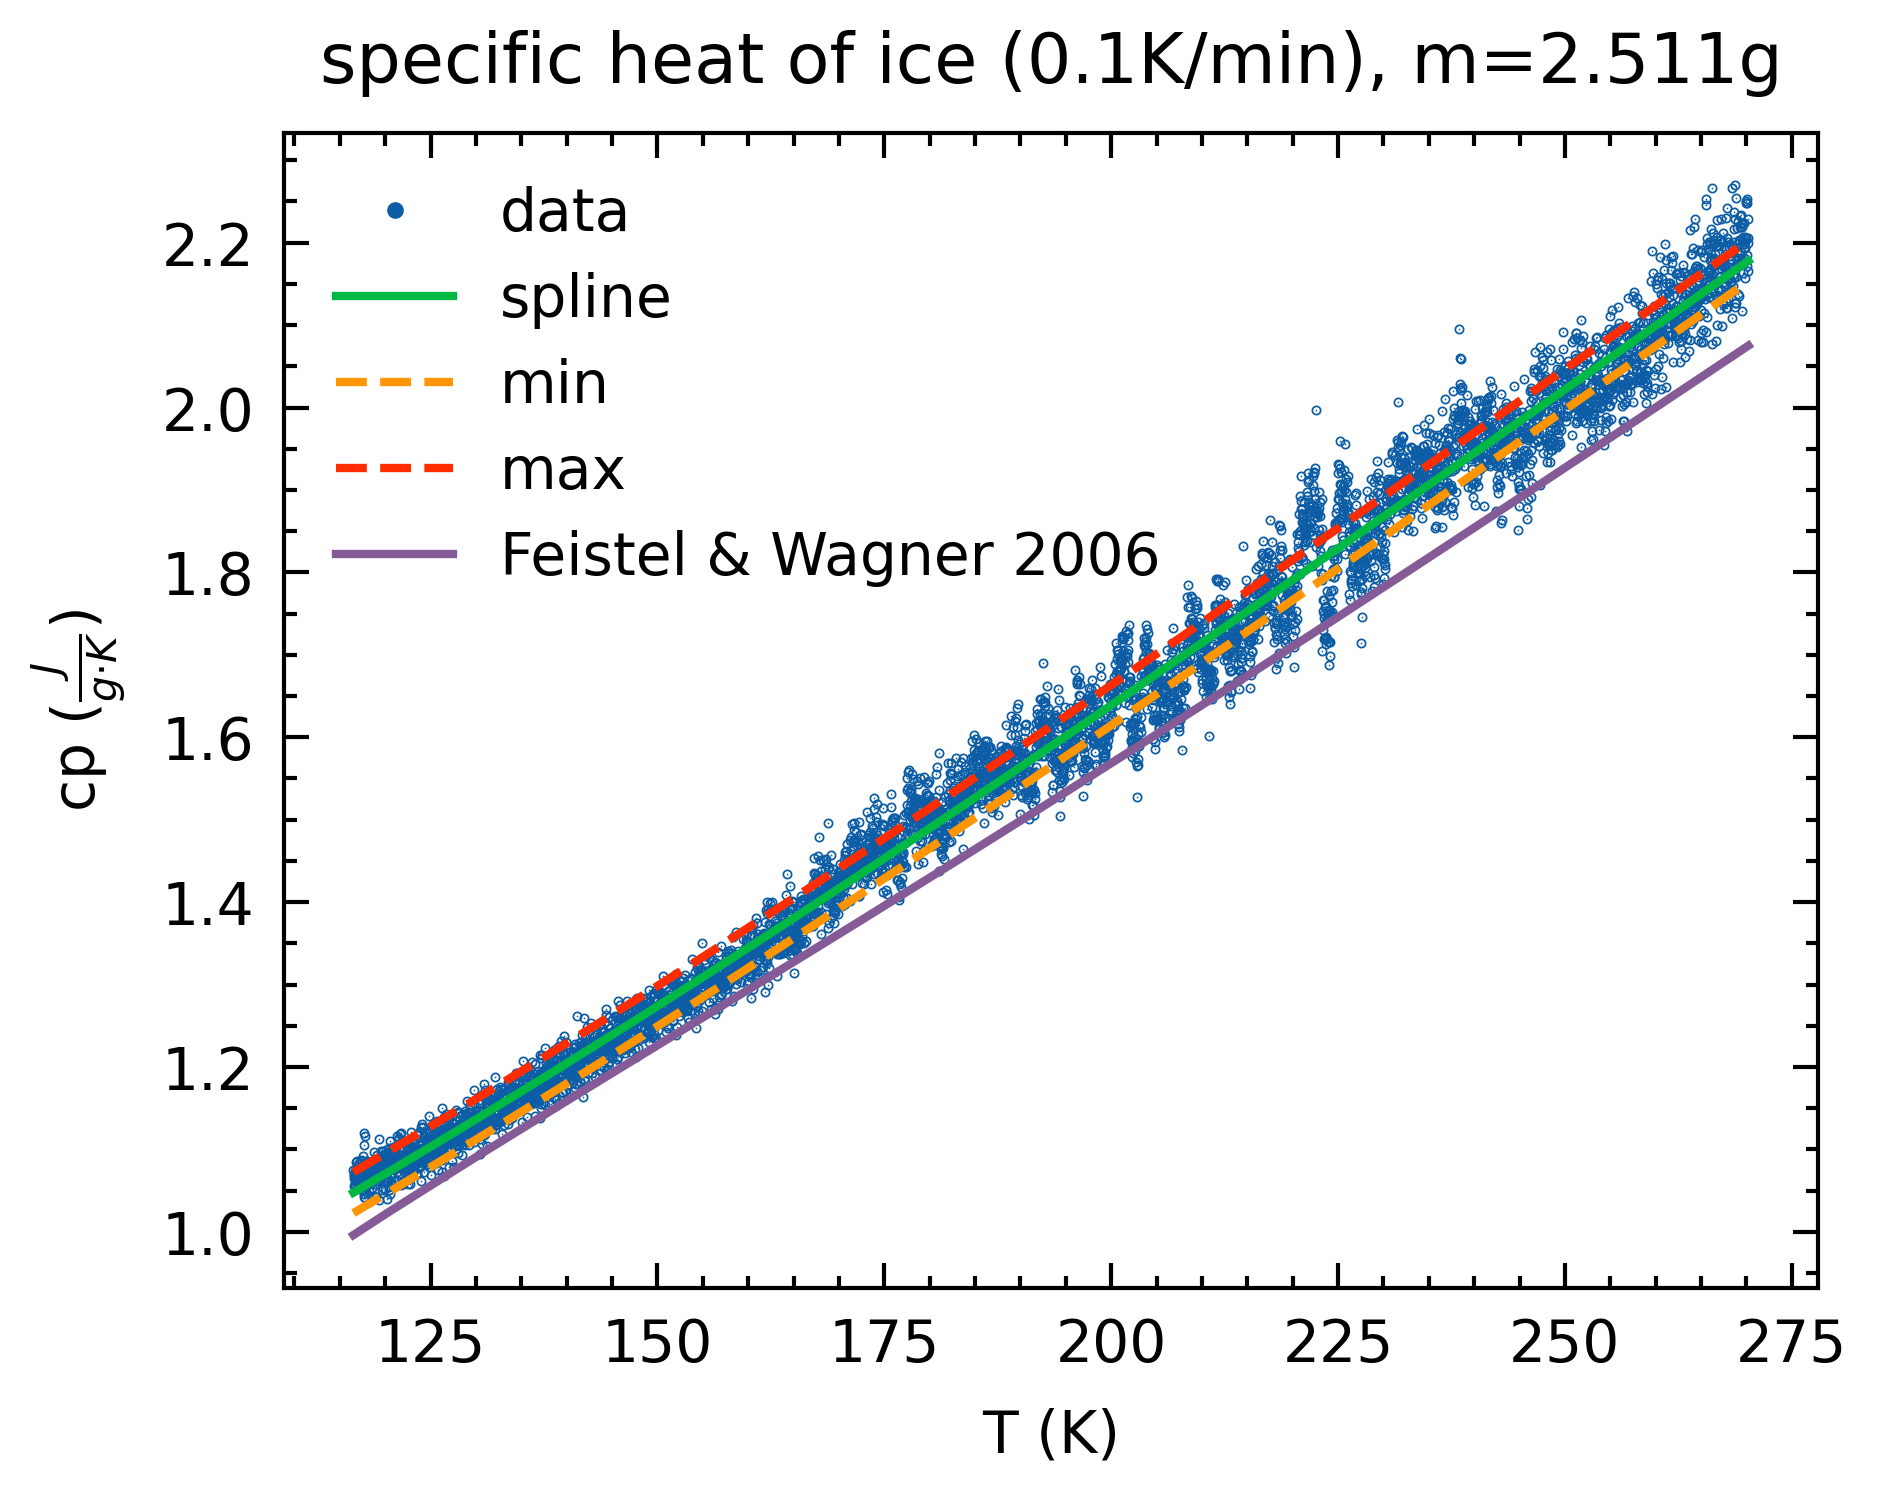 specific heat of ice (0.1K/min), m=2.511g
data
spline
min
max
Feistel & Wagner 2006
2.2
2.0
1.8
1.6
1.4
1.2
1.0
cp (J/g·K)
125 150 175 200 225 250 275
T (K)